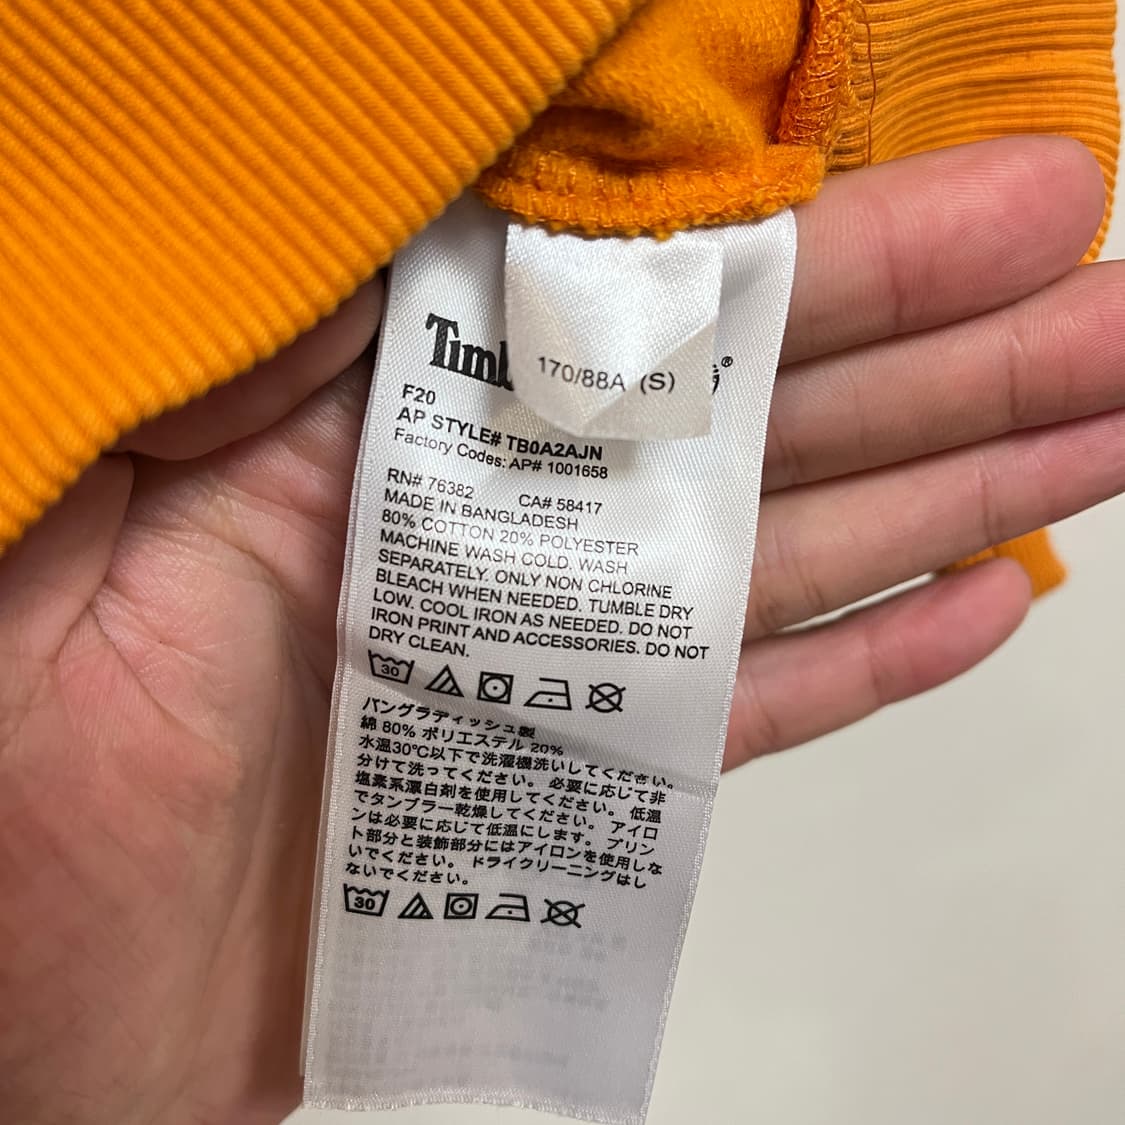 170/88A (S)
F20
AP STYLE# TB0A2AJN
Factory Codes: AP# 1001658
RN# 76382 CA# 58417
MADE IN BANGLADESH
80% COTTON 20% POLYESTER
MACHINE WASH COLD. WASH
SEPARATELY. ONLY NON CHLORINE
BLEACH WHEN NEEDED. TUMBLE DRY
LOW. COOL IRON AS NEEDED. DO NOT
IRON PRINT AND ACCESSORIES. DO NOT
DRY CLEAN.
30
バングラディッシュ製
綿 80% ポリエステル 20%
水温30℃以下で洗濯機洗いしてください。
分けて洗ってください。 必要に応じて非
塩素系漂白剤を使用してください。 低温
でタンブラー乾燥してください。 アイロ
ンは必要に応じて低温にします。 プリン
ト部分と装飾部分にはアイロンを使用しな
いでください。 ドライクリーニングはし
ないでください。
30